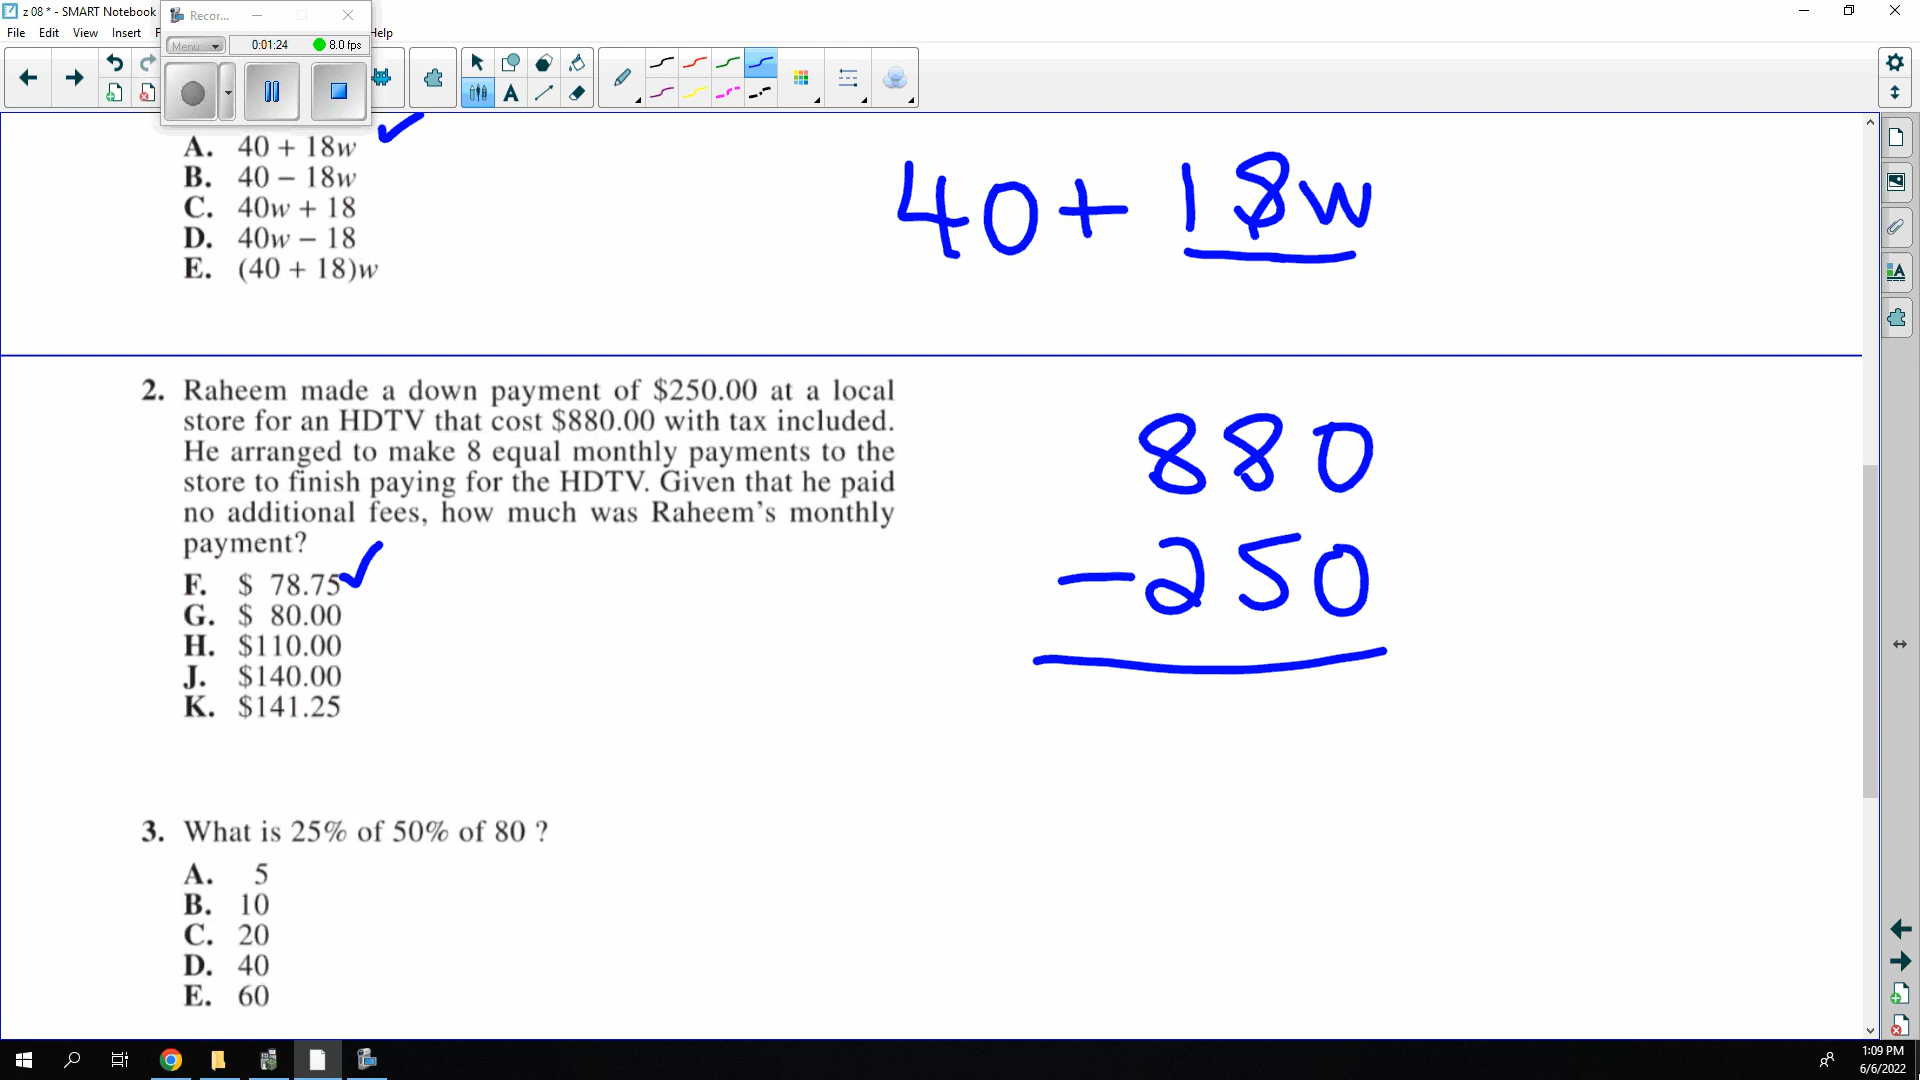 z 08 * - SMART Notebook
Recor...
File Edit View Insert F Help
Menu 0:01:24 8.0 fps
A. 40 + 18w
B. 40 − 18w
C. 40w + 18
D. 40w − 18
E. (40 + 18)w
40+18w
2. Raheem made a down payment of $250.00 at a local
store for an HDTV that cost $880.00 with tax included.
He arranged to make 8 equal monthly payments to the
store to finish paying for the HDTV. Given that he paid
no additional fees, how much was Raheem’s monthly
payment?
F. $ 78.75
G. $ 80.00
H. $110.00
J. $140.00
K. $141.25
880
−250
3. What is 25% of 50% of 80 ?
A. 5
B. 10
C. 20
D. 40
E. 60
1:09 PM
6/6/2022